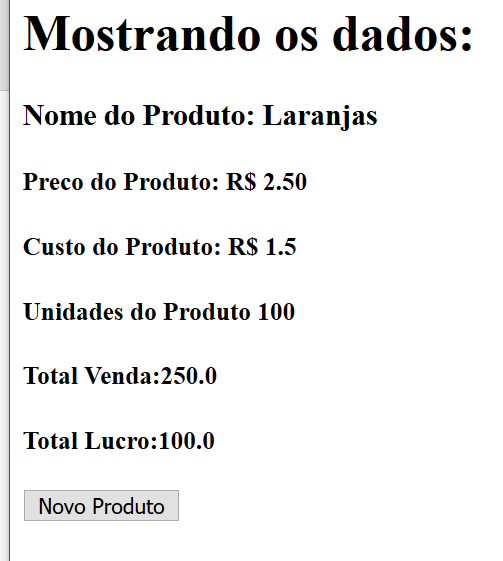 Mostrando os dados:
Nome do Produto: Laranjas
Preco do Produto: R$ 2.50
Custo do Produto: R$ 1.5
Unidades do Produto 100
Total Venda:250.0
Total Lucro:100.0
Novo Produto